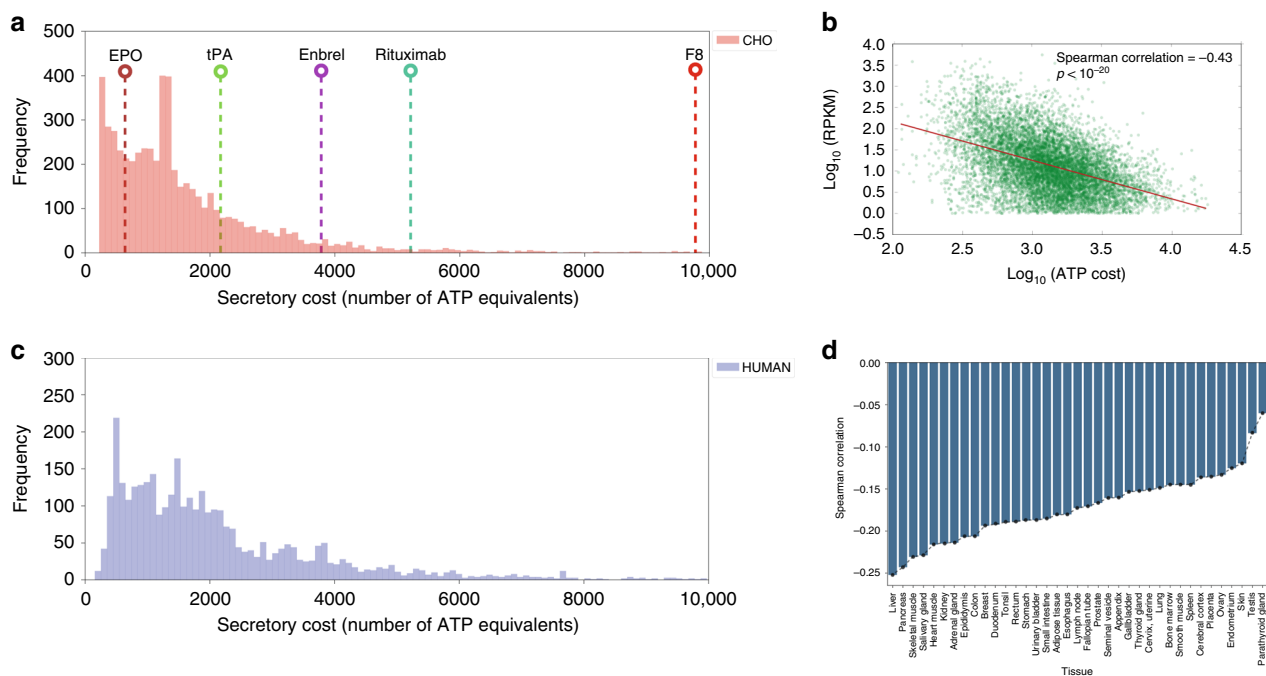 a
500
400
300
200
100
0
Frequency
EPO
tPA
Enbrel
Rituximab
F8
CHO
0
2000
4000
6000
8000
10,000
Secretory cost (number of ATP equivalents)
b
4.0
3.5
3.0
2.5
2.0
1.5
1.0
0.5
0.0
–0.5
Log10 (RPKM)
Spearman correlation = –0.43
p < 10–20
2.0
2.5
3.0
3.5
4.0
4.5
Log10 (ATP cost)
c
300
250
200
150
100
50
0
Frequency
HUMAN
0
2000
4000
6000
8000
10,000
Secretory cost (number of ATP equivalents)
d
0.00
–0.05
–0.10
–0.15
–0.20
–0.25
Spearman correlation
Liver
Pancreas
Skeletal muscle
Salivary gland
Heart muscle
Kidney
Adrenal gland
Epididymis
Colon
Breast
Duodenum
Tonsil
Rectum
Stomach
Urinary bladder
Small intestine
Adipose tissue
Esophagus
Lymph node
Fallopian tube
Prostate
Seminal veside
Appendix
Gallbladder
Thyroid gland
Cervix, uterine
Lung
Bone marrow
Smooth muscle
Spleen
Cerebral cortex
Placenta
Ovary
Endometrium
Skin
Testis
Parathyroid gland
Tissue